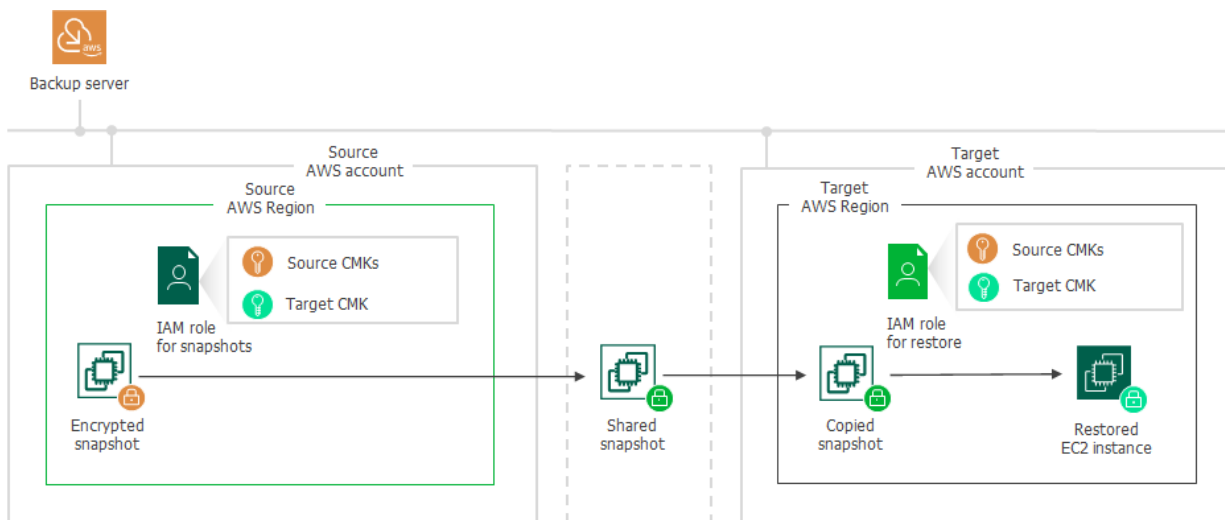 aws
Backup server
Source
AWS account
Source
AWS Region
Source CMKs
Target CMK
IAM role
for snapshots
Encrypted
snapshot
Shared
snapshot
Target
AWS account
Target
AWS Region
Source CMKs
Target CMK
IAM role
for restore
Copied
snapshot
Restored
EC2 instance